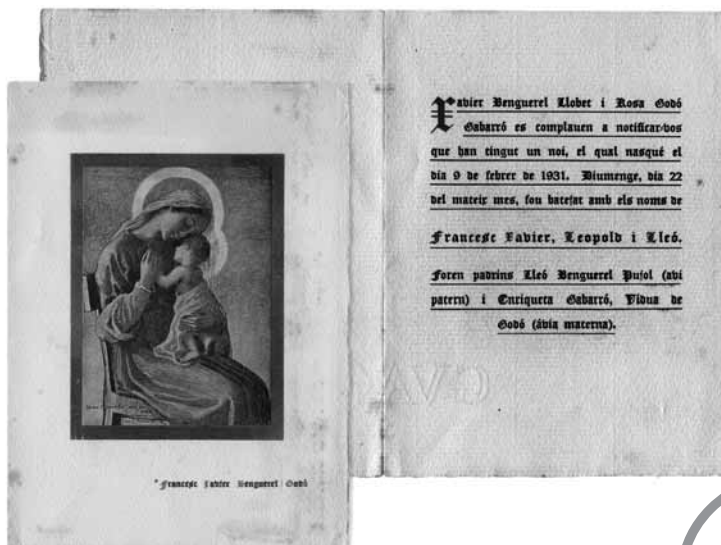 Xavier Benguerel Llobet i Rosa Godó
Gabarró es complauen a notificar-vos
que han tingut un noi, el qual nasqué el
dia 9 de febrer de 1931. Diumenge, dia 22
del mateix mes, fou batejat amb els noms de
Francesc Xavier, Leopold i Lleó.
Foren padrins Lleó Benguerel Pujol (avi
patern) i Enriqueta Gabarró, Vídua de
Godó (àvia materna).
Francesc Xavier Benguerel Godó